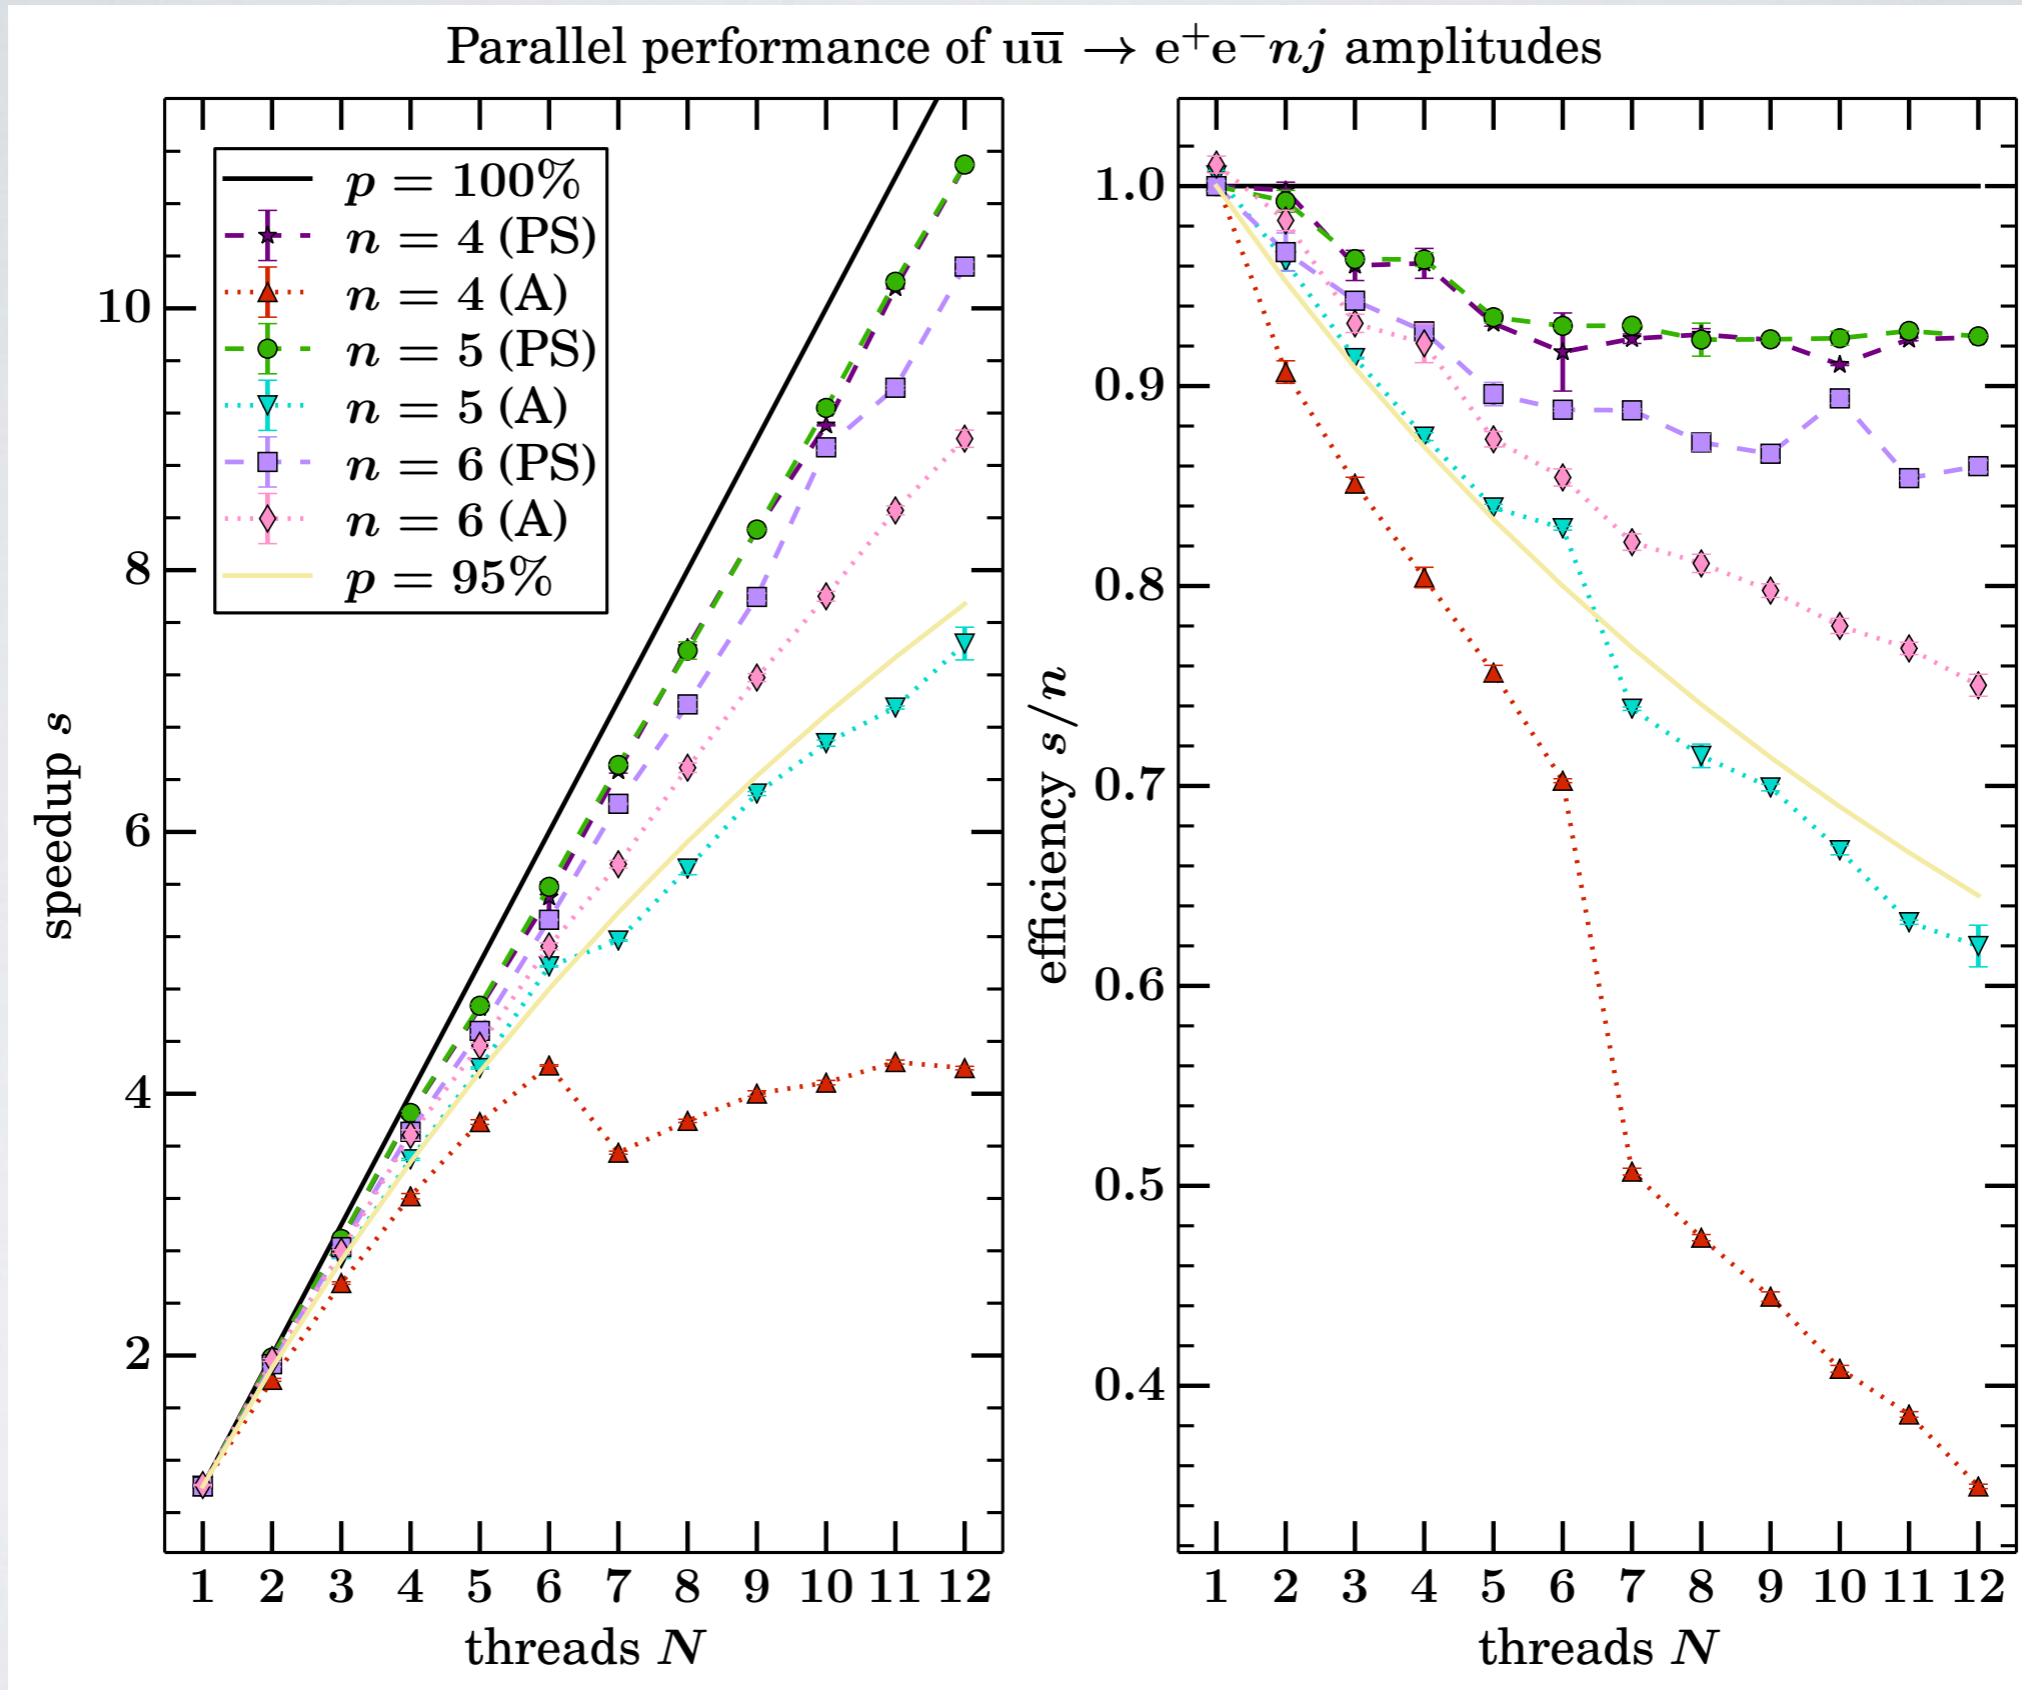 Parallel performance of uū → e⁺e⁻nj amplitudes
p = 100%
n = 4 (PS)
n = 4 (A)
n = 5 (PS)
n = 5 (A)
n = 6 (PS)
n = 6 (A)
p = 95%
speedup s
10
8
6
4
2
1 2 3 4 5 6 7 8 9 10 11 12
threads N
efficiency s/n
1.0
0.9
0.8
0.7
0.6
0.5
0.4
1 2 3 4 5 6 7 8 9 10 11 12
threads N